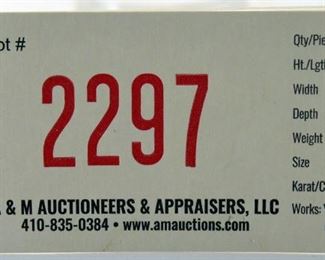 ot #
2297
& M AUCTIONEERS & APPRAISERS, LLC
410-835-0384 • www.amauctions.com
Qty/Pie
Ht./Lgt
Width
Depth
Weight
Size
Karat/C
Works: